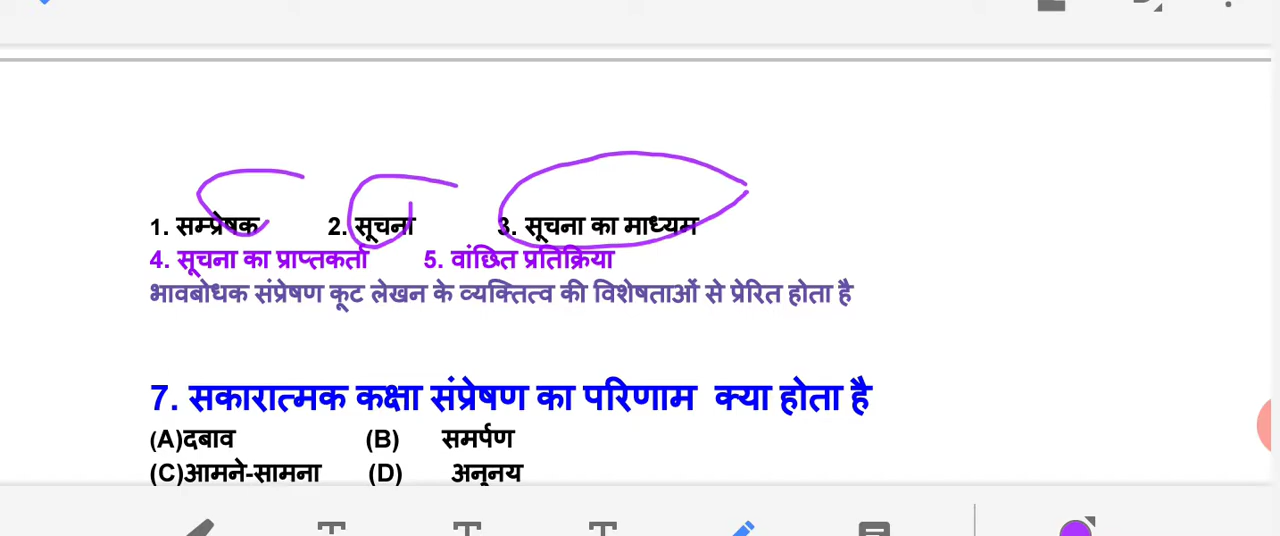 1. सम्प्रेषक 2. सूचना 3. सूचना का माध्यम
4. सूचना का प्राप्तकर्ता 5. वांछित प्रतिक्रिया
भावबोधक संप्रेषण कूट लेखन के व्यक्तित्व की विशेषताओं से प्रेरित होता है
7. सकारात्मक कक्षा संप्रेषण का परिणाम क्या होता है
(A)दबाव (B) समर्पण
(C)आमने-सामना (D) अनुनय